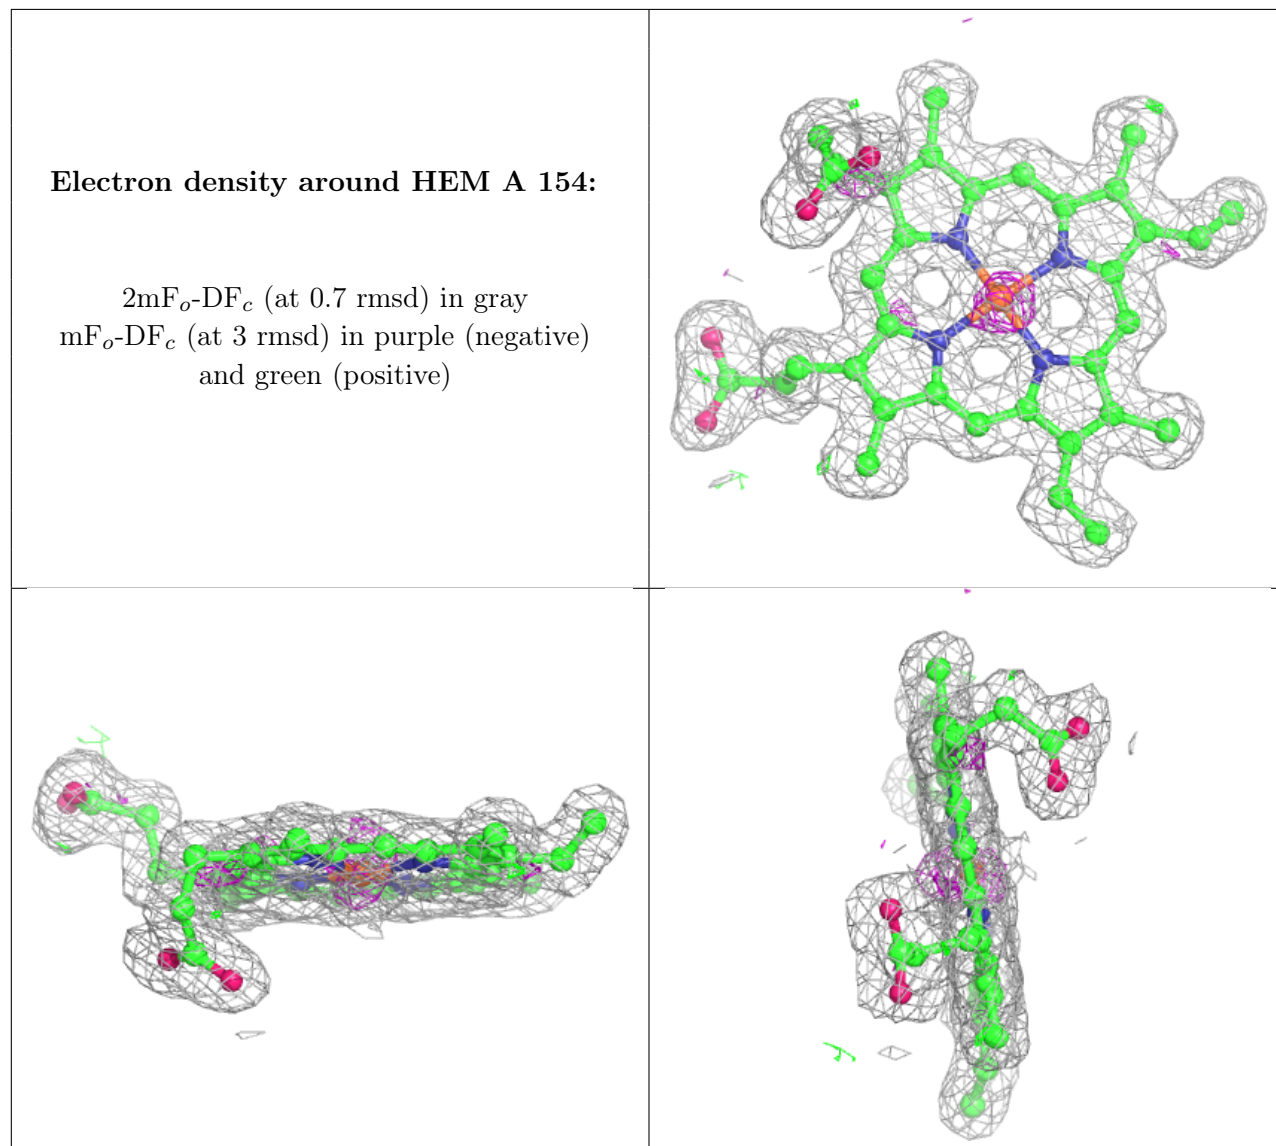 Electron density around HEM A 154:
2mFo-DFc (at 0.7 rmsd) in gray
mFo-DFc (at 3 rmsd) in purple (negative)
and green (positive)